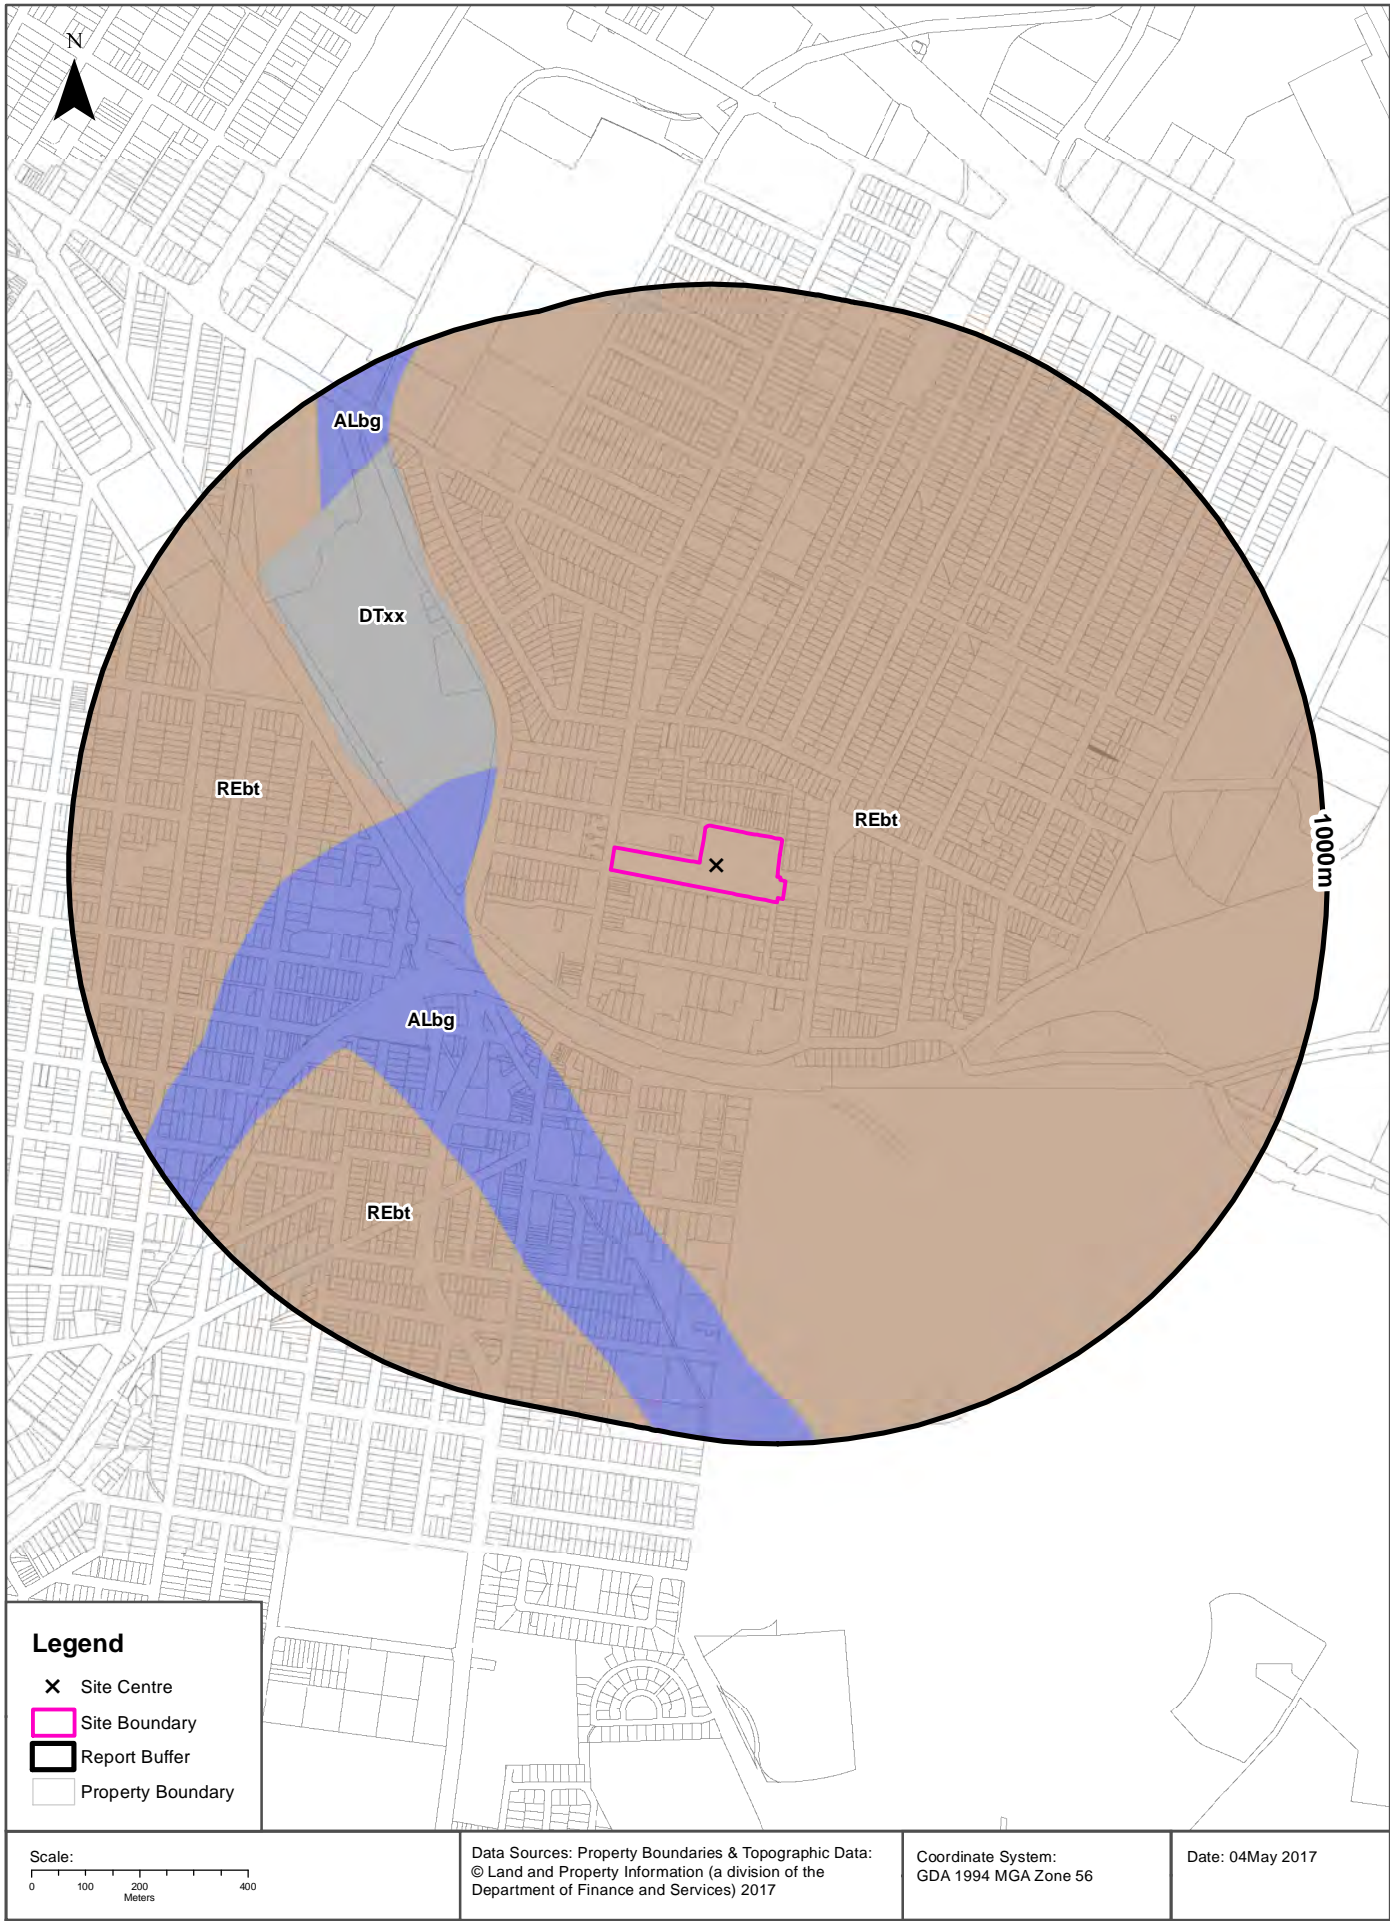 N
ALbg
DTxx
REbt
REbt
1000m
ALbg
REbt
Legend
Site Centre
Site Boundary
Report Buffer
Property Boundary
Scale:
0 100 200 400
Meters
Data Sources: Property Boundaries & Topographic Data:
© Land and Property Information (a division of the
Department of Finance and Services) 2017
Coordinate System:
GDA 1994 MGA Zone 56
Date: 04May 2017